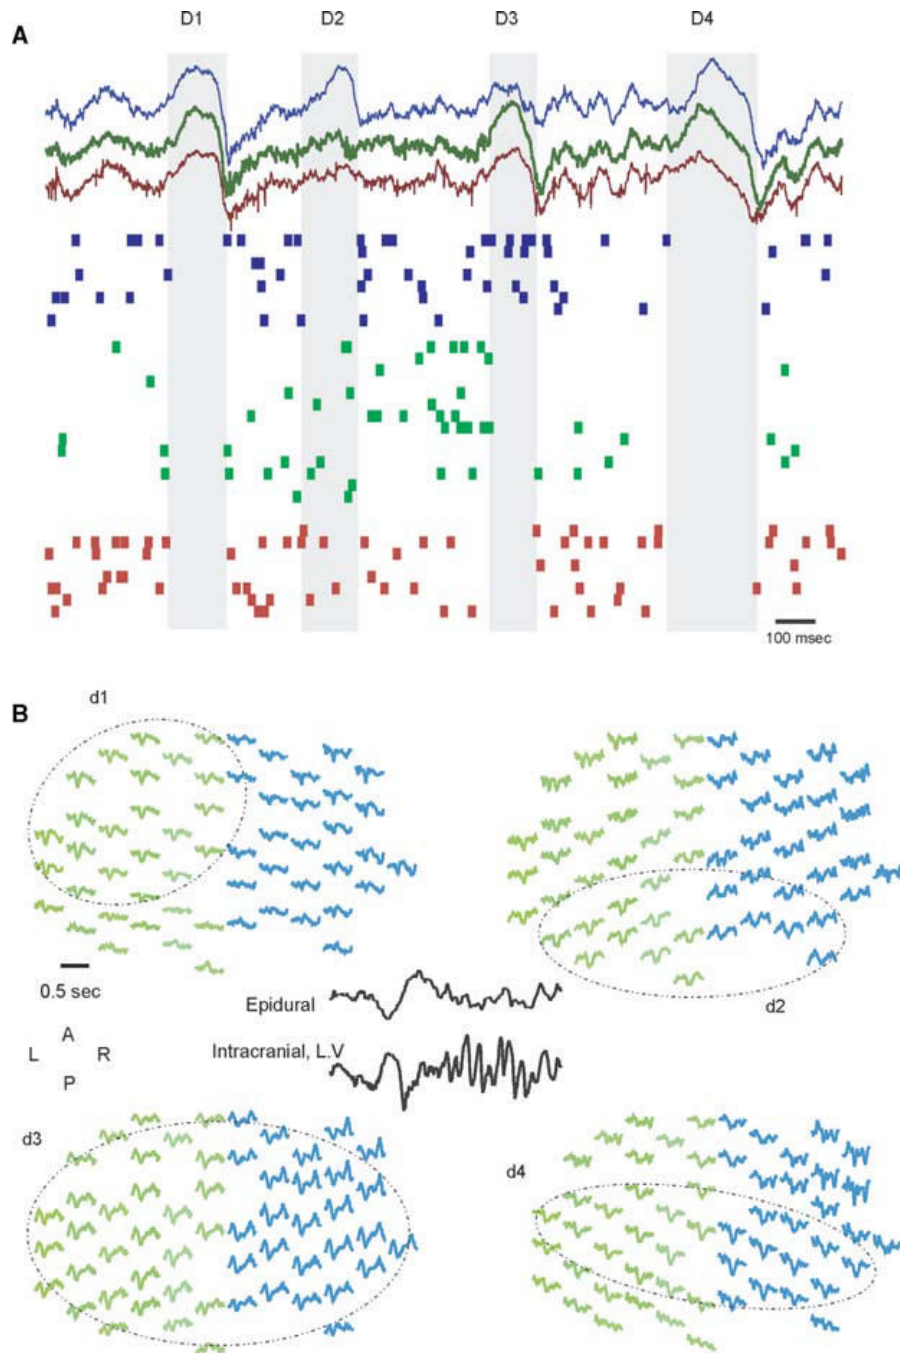 D1 D2 D3 D4
A
100 msec
d1
B
0.5 sec
d2
Epidural
A
Intracranial, L.V
L R
P
d3
d4